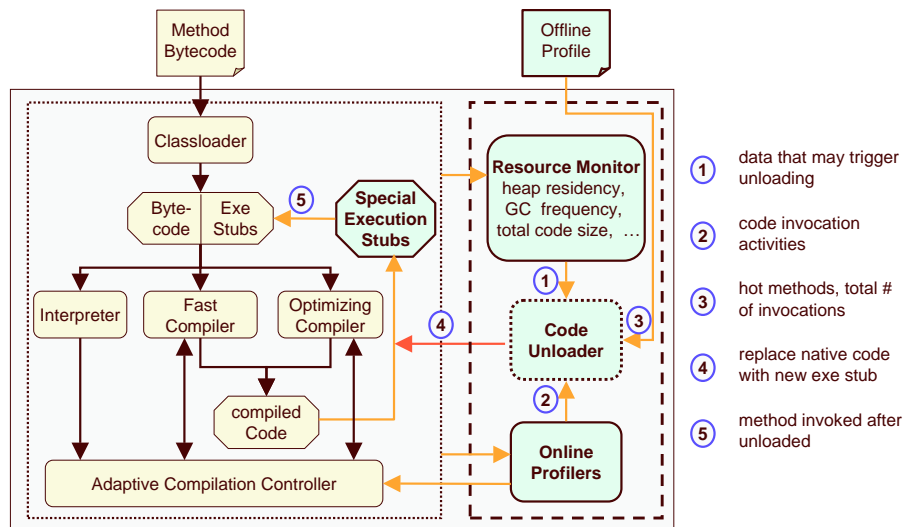 Method
Bytecode
Offline
Profile
Classloader
Byte-
code
Exe
Stubs
5
Special
Execution
Stubs
Resource Monitor
heap residency,
GC frequency,
total code size, …
1
Interpreter
Fast
Compiler
Optimizing
Compiler
4
Code
Unloader
3
2
compiled
Code
Online
Profilers
Adaptive Compilation Controller
1
data that may trigger
unloading
2
code invocation
activities
3
hot methods, total #
of invocations
4
replace native code
with new exe stub
5
method invoked after
unloaded